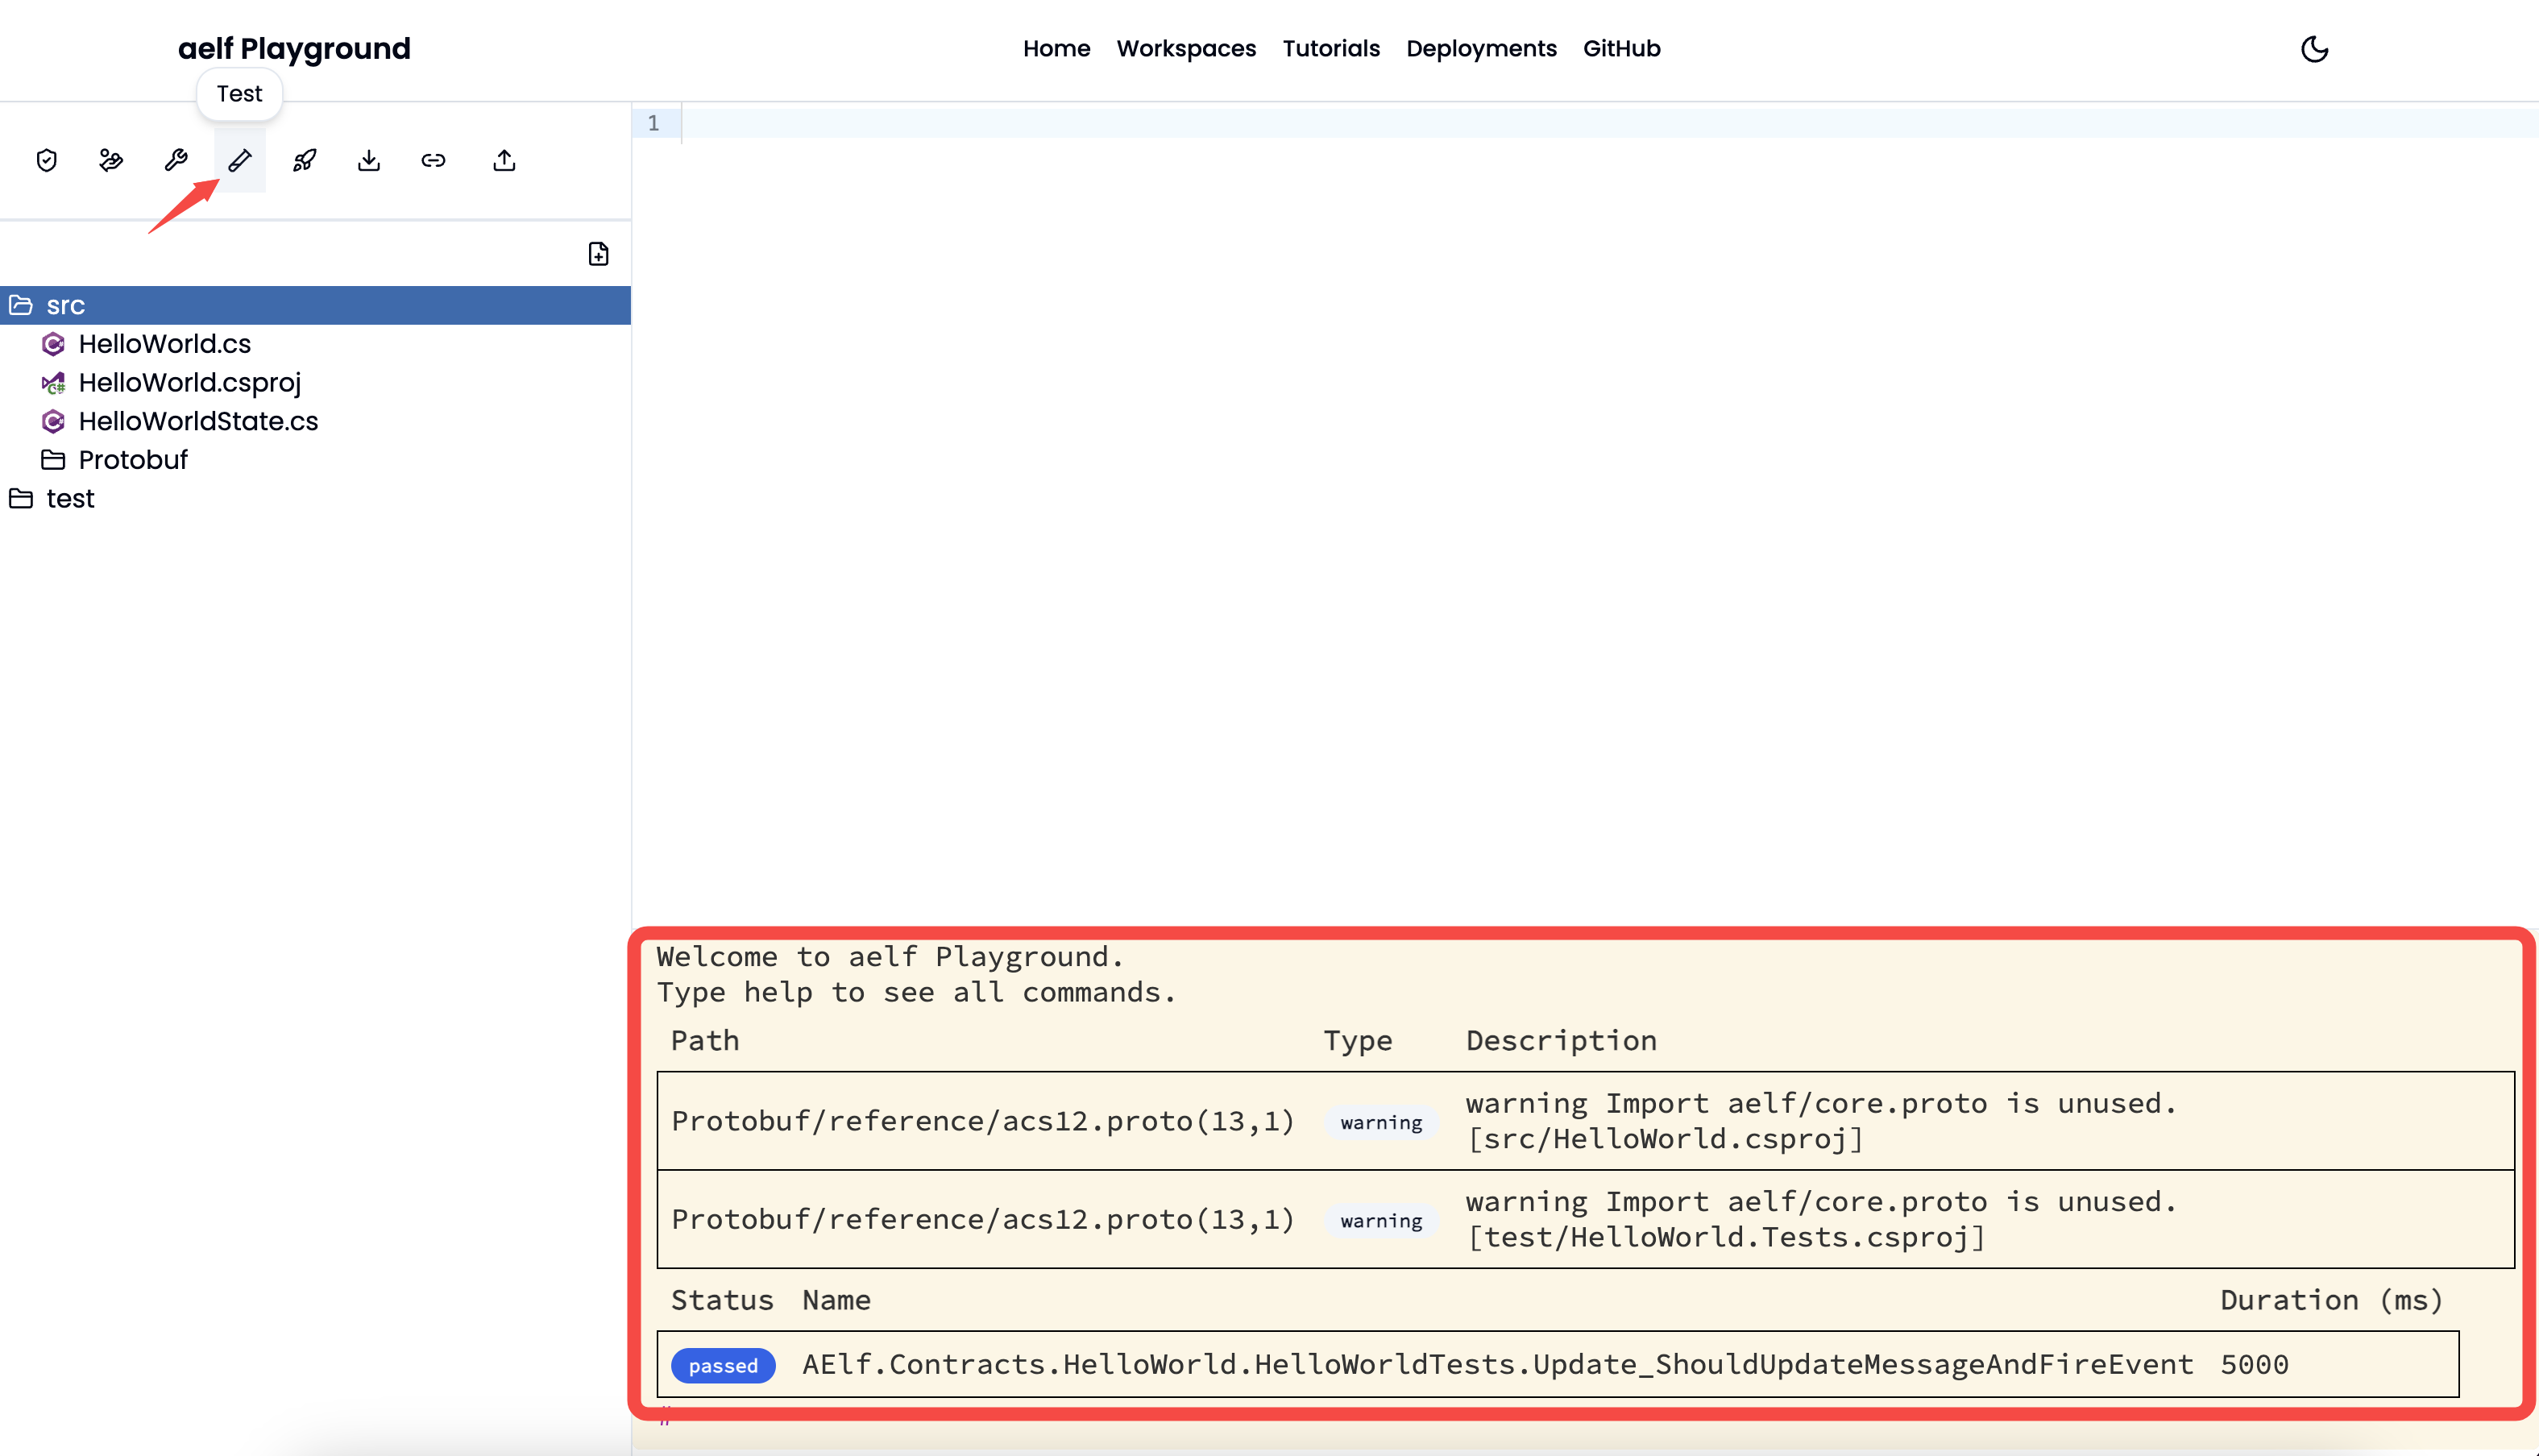 aelf Playground
Home Workspaces Tutorials Deployments GitHub
Test
1
src
HelloWorld.cs
HelloWorld.csproj
HelloWorldState.cs
Protobuf
test
Welcome to aelf Playground.
Type help to see all commands.
Path Type Description
Protobuf/reference/acs12.proto(13,1) warning warning Import aelf/core.proto is unused.
[src/HelloWorld.csproj]
Protobuf/reference/acs12.proto(13,1) warning warning Import aelf/core.proto is unused.
[test/HelloWorld.Tests.csproj]
Status Name Duration (ms)
passed AElf.Contracts.HelloWorld.HelloWorldTests.Update_ShouldUpdateMessageAndFireEvent 5000
#